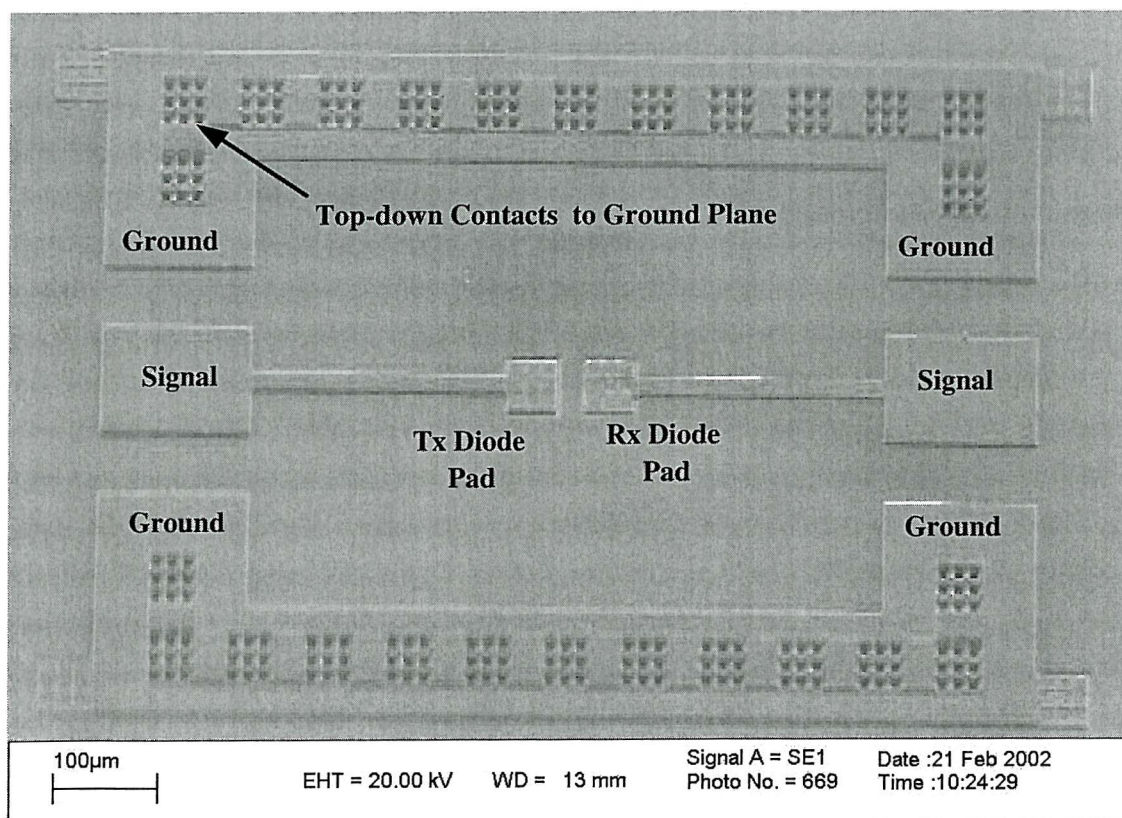 Top-down Contacts to Ground Plane
Ground
Ground
Signal
Signal
Tx Diode
Pad
Rx Diode
Pad
Ground
Ground
100µm
EHT = 20.00 kV
WD = 13 mm
Signal A = SE1
Photo No. = 669
Date :21 Feb 2002
Time :10:24:29